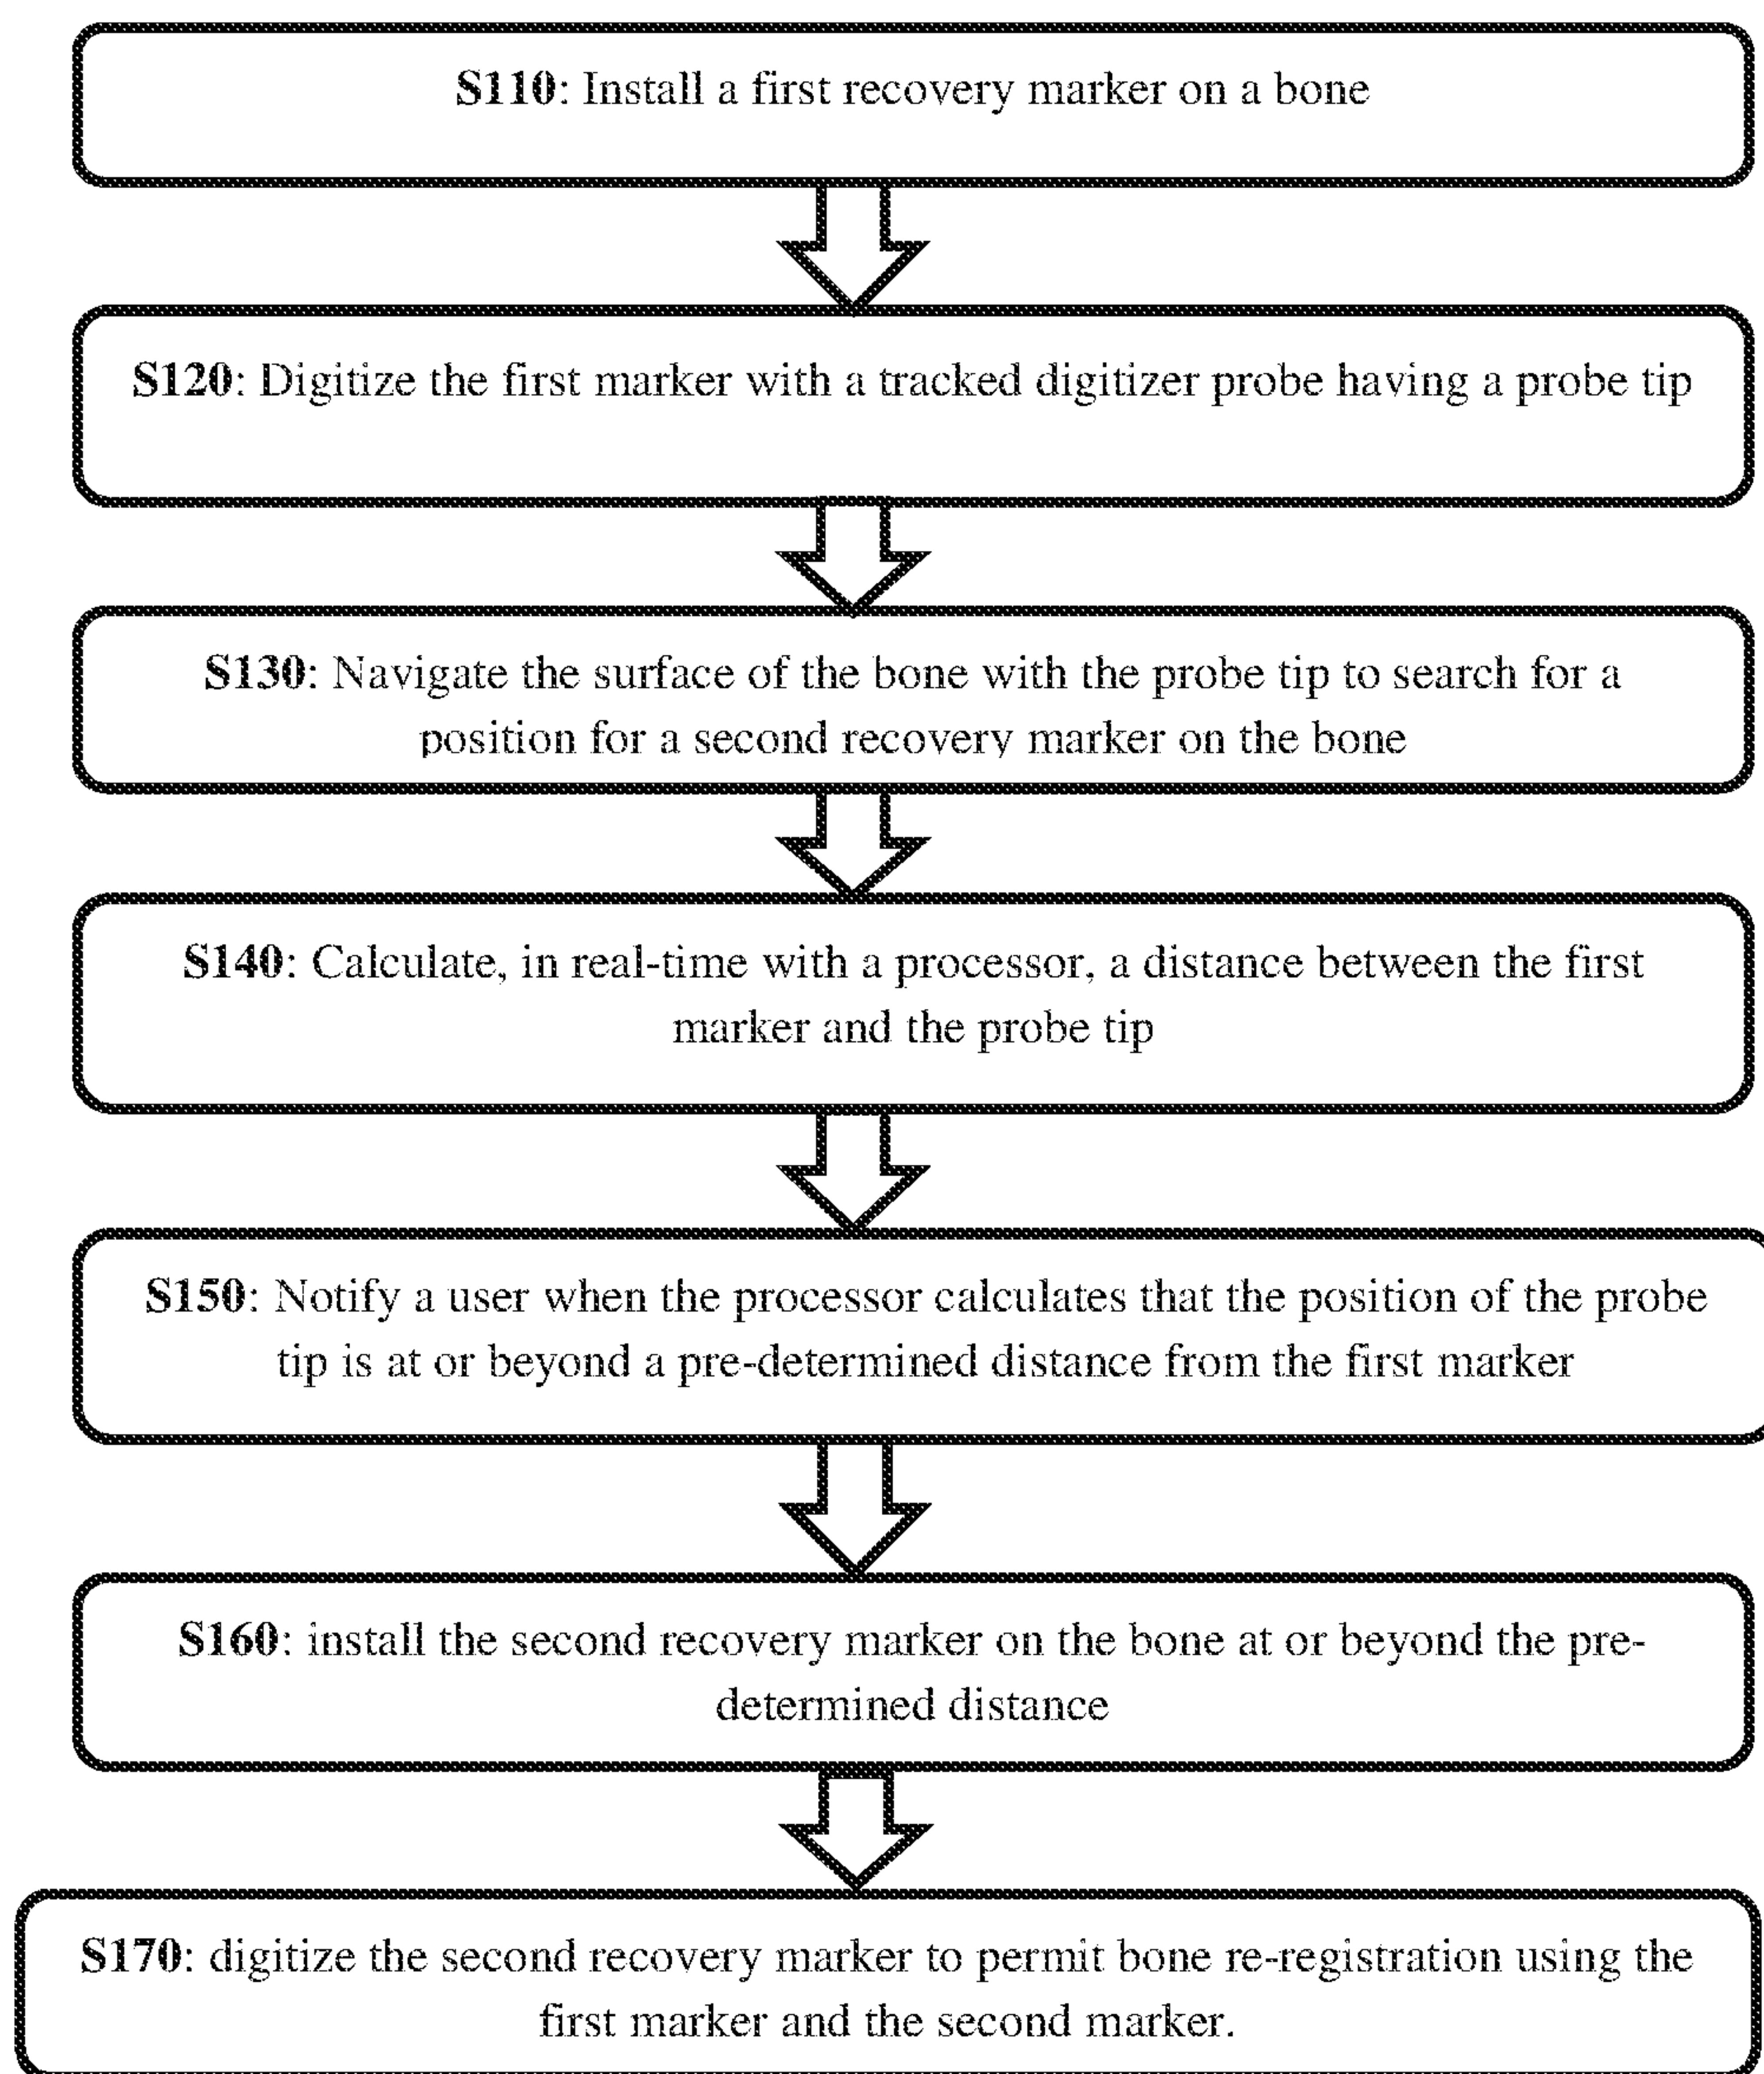 S110: Install a first recovery marker on a bone
S120: Digitize the first marker with a tracked digitizer probe having a probe tip
S130: Navigate the surface of the bone with the probe tip to search for a
position for a second recovery marker on the bone
S140: Calculate, in real-time with a processor, a distance between the first
marker and the probe tip
S150: Notify a user when the processor calculates that the position of the probe
tip is at or beyond a pre-determined distance from the first marker
S160: install the second recovery marker on the bone at or beyond the pre-
determined distance
S170: digitize the second recovery marker to permit bone re-registration using the
first marker and the second marker.